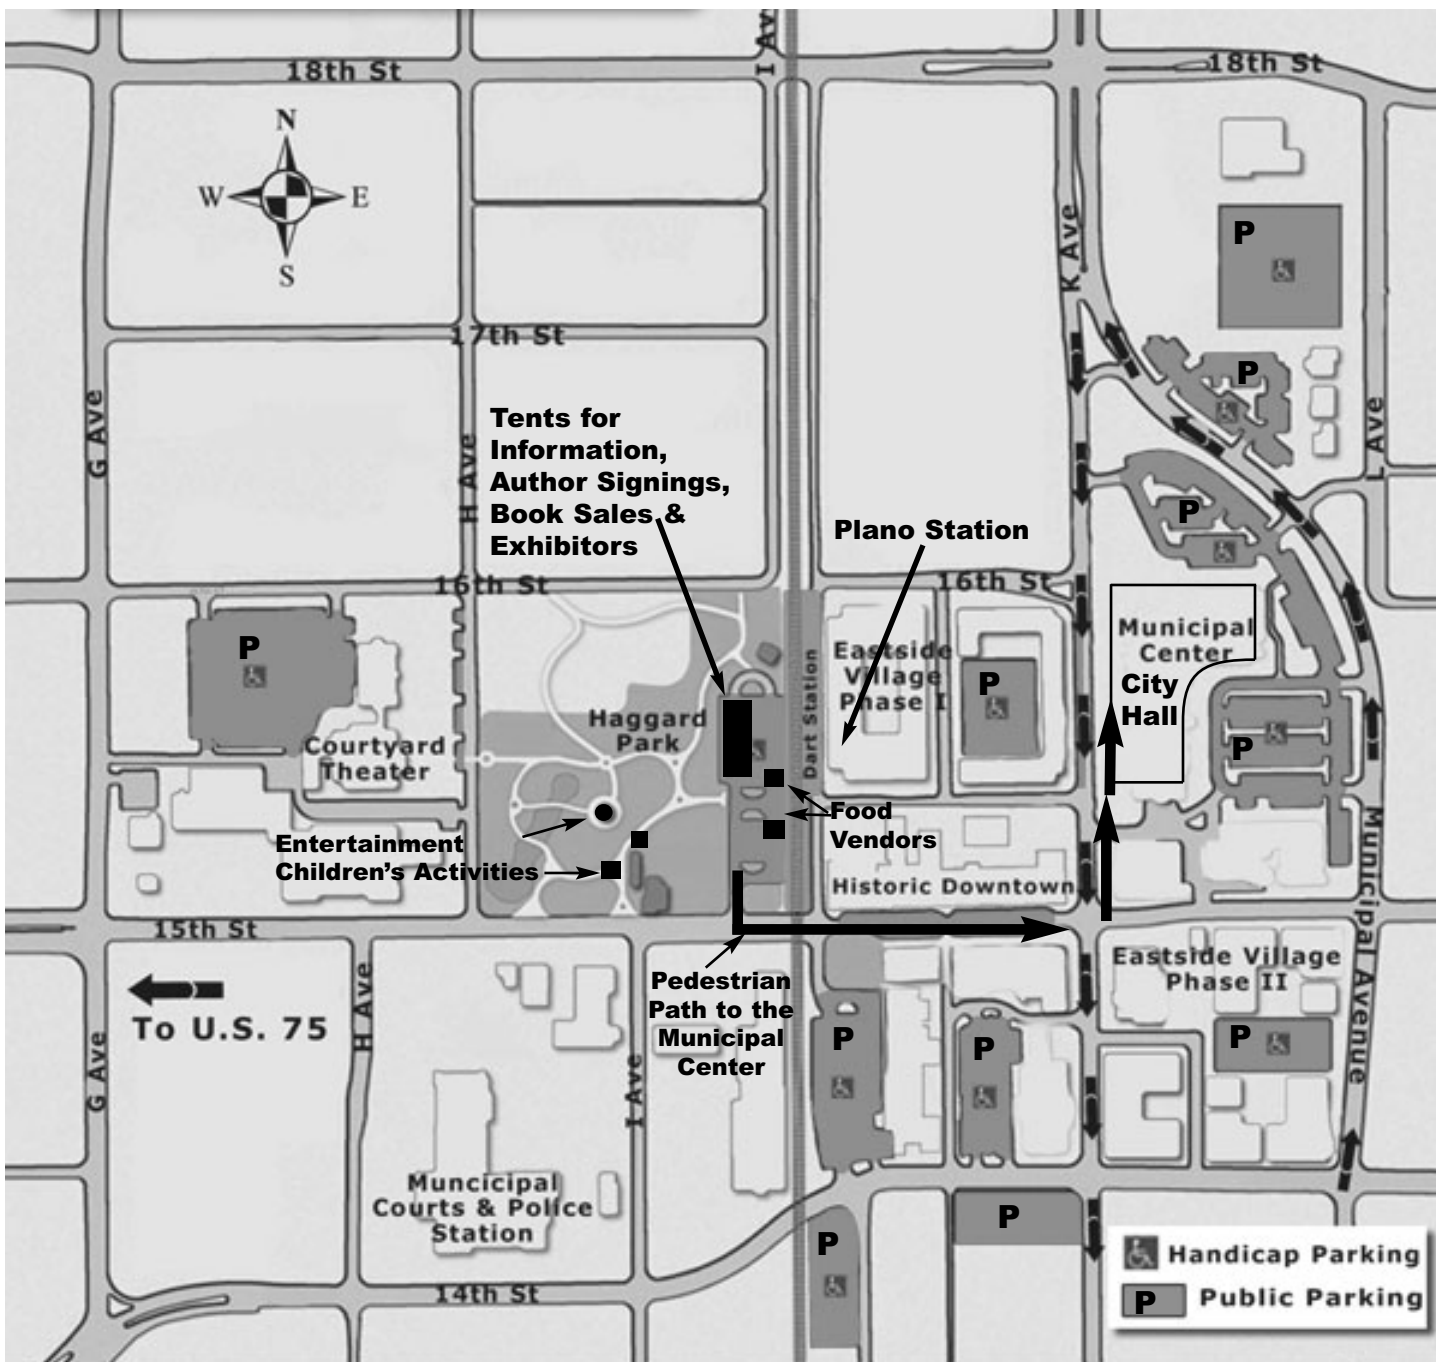 I Ave
18th St
18th St
N
W
E
S
P
K Ave
17th St
P
G Ave
H Ave
L Ave
Tents for
Information,
Author Signings,
Book Sales &
Exhibitors
P
Plano Station
16th St
16th St
P
Municipal
Center
City
Hall
Eastside
Village
Phase I
P
Dart Station
Haggard
Park
Courtyard
Theater
P
Food
Vendors
Entertainment
Children's Activities
Historic Downtown
Municipal Avenue
15th St
Eastside Village
Phase II
To U.S. 75
H Ave
G Ave
I Ave
Pedestrian
Path to the
Municipal
Center
P
P
P
Muncicipal
Courts & Police
Station
P
P
14th St
Handicap Parking
P Public Parking